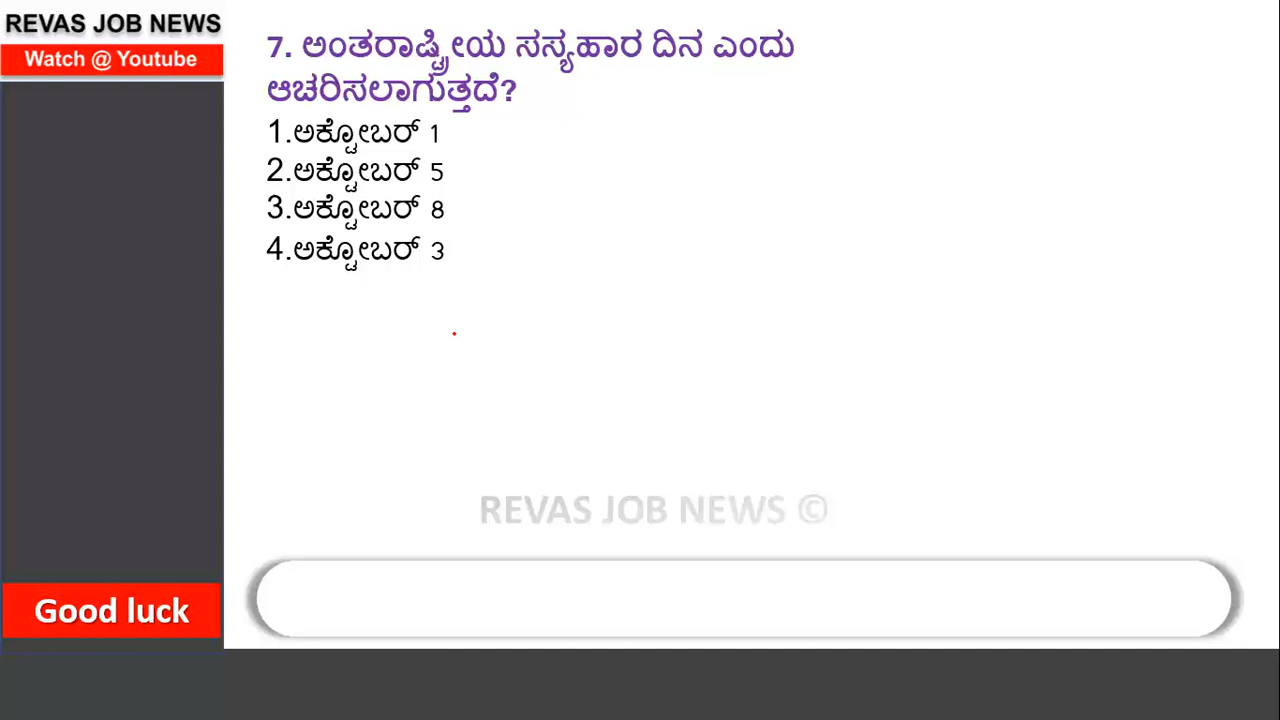 REVAS JOB NEWS
Watch @ Youtube
7. ಅಂತರಾಷ್ಟ್ರೀಯ ಸಸ್ಯಹಾರ ದಿನ ಎಂದು
ಆಚರಿಸಲಾಗುತ್ತದೆ?
1.ಅಕ್ಟೋಬರ್ 1
2.ಅಕ್ಟೋಬರ್ 5
3.ಅಕ್ಟೋಬರ್ 8
4.ಅಕ್ಟೋಬರ್ 3
REVAS JOB NEWS ©
Good luck